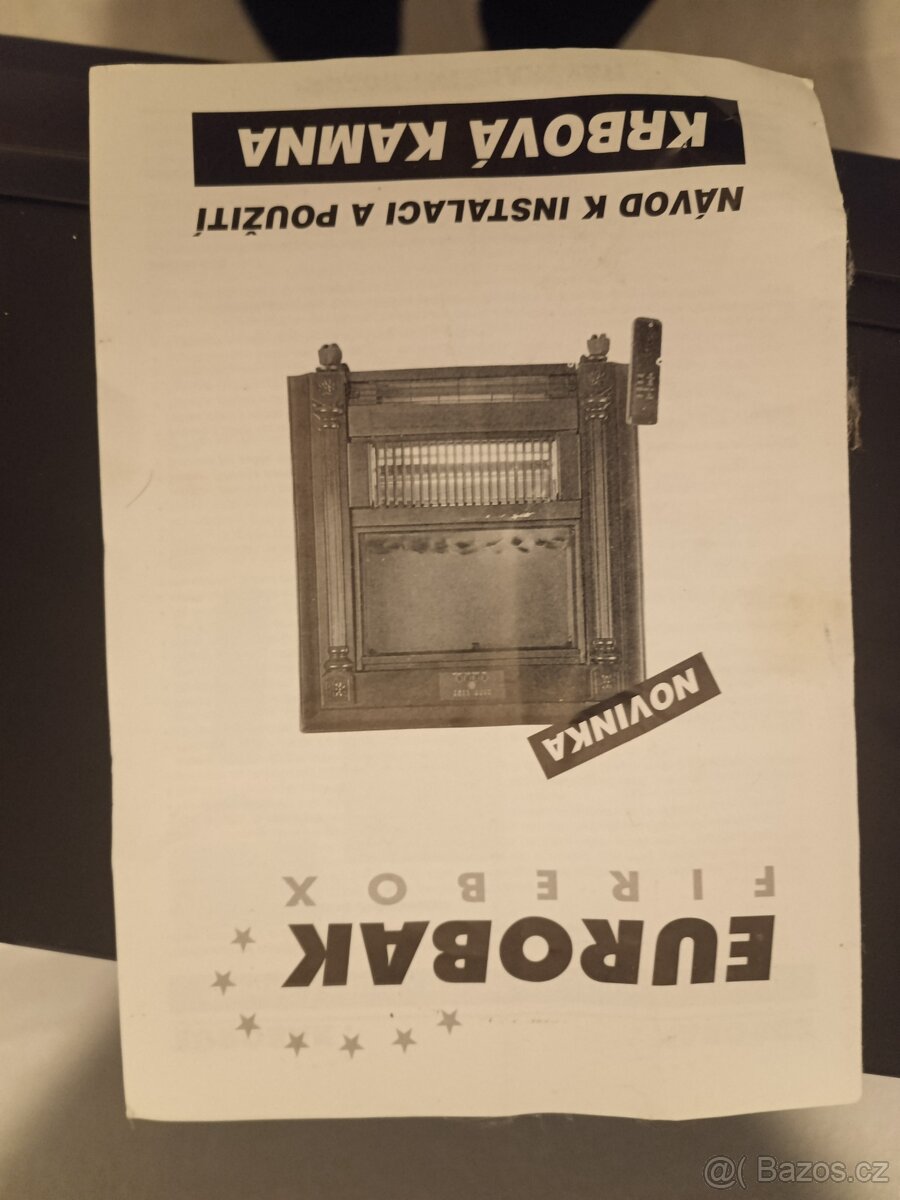 EUROBAK
FIREBOX
NOVINKA
NÁVOD K INSTALACI A POUŽITÍ
KRBOVÁ KAMNA
@( Bazos.cz